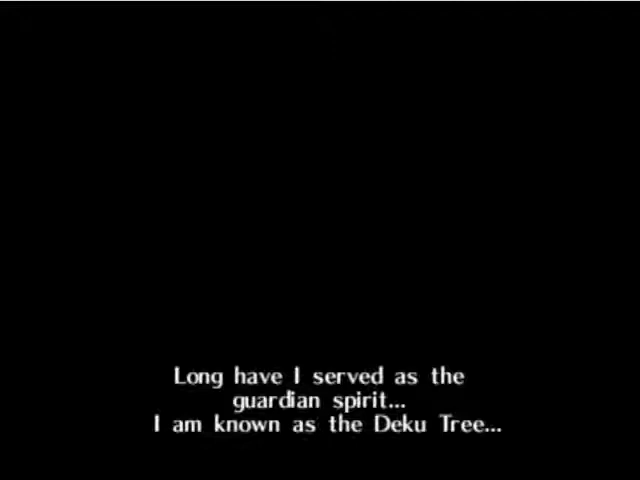 Long have I served as the
guardian spirit...
I am known as the Deku Tree...